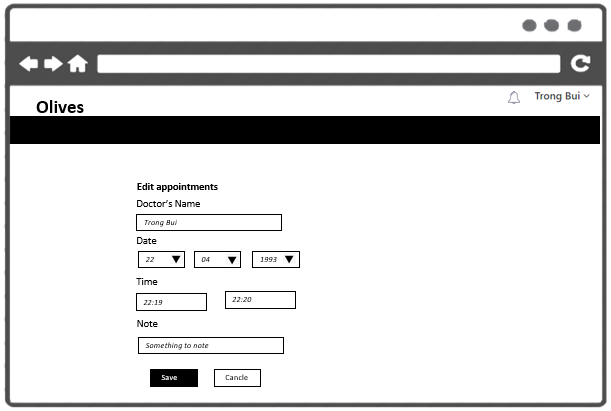 Trong Bui
Olives
Edit appointments
Doctor's Name
Trong Bui
Date
22 04 1993
Time
22:19 22:20
Note
Something to note
Save Cancle